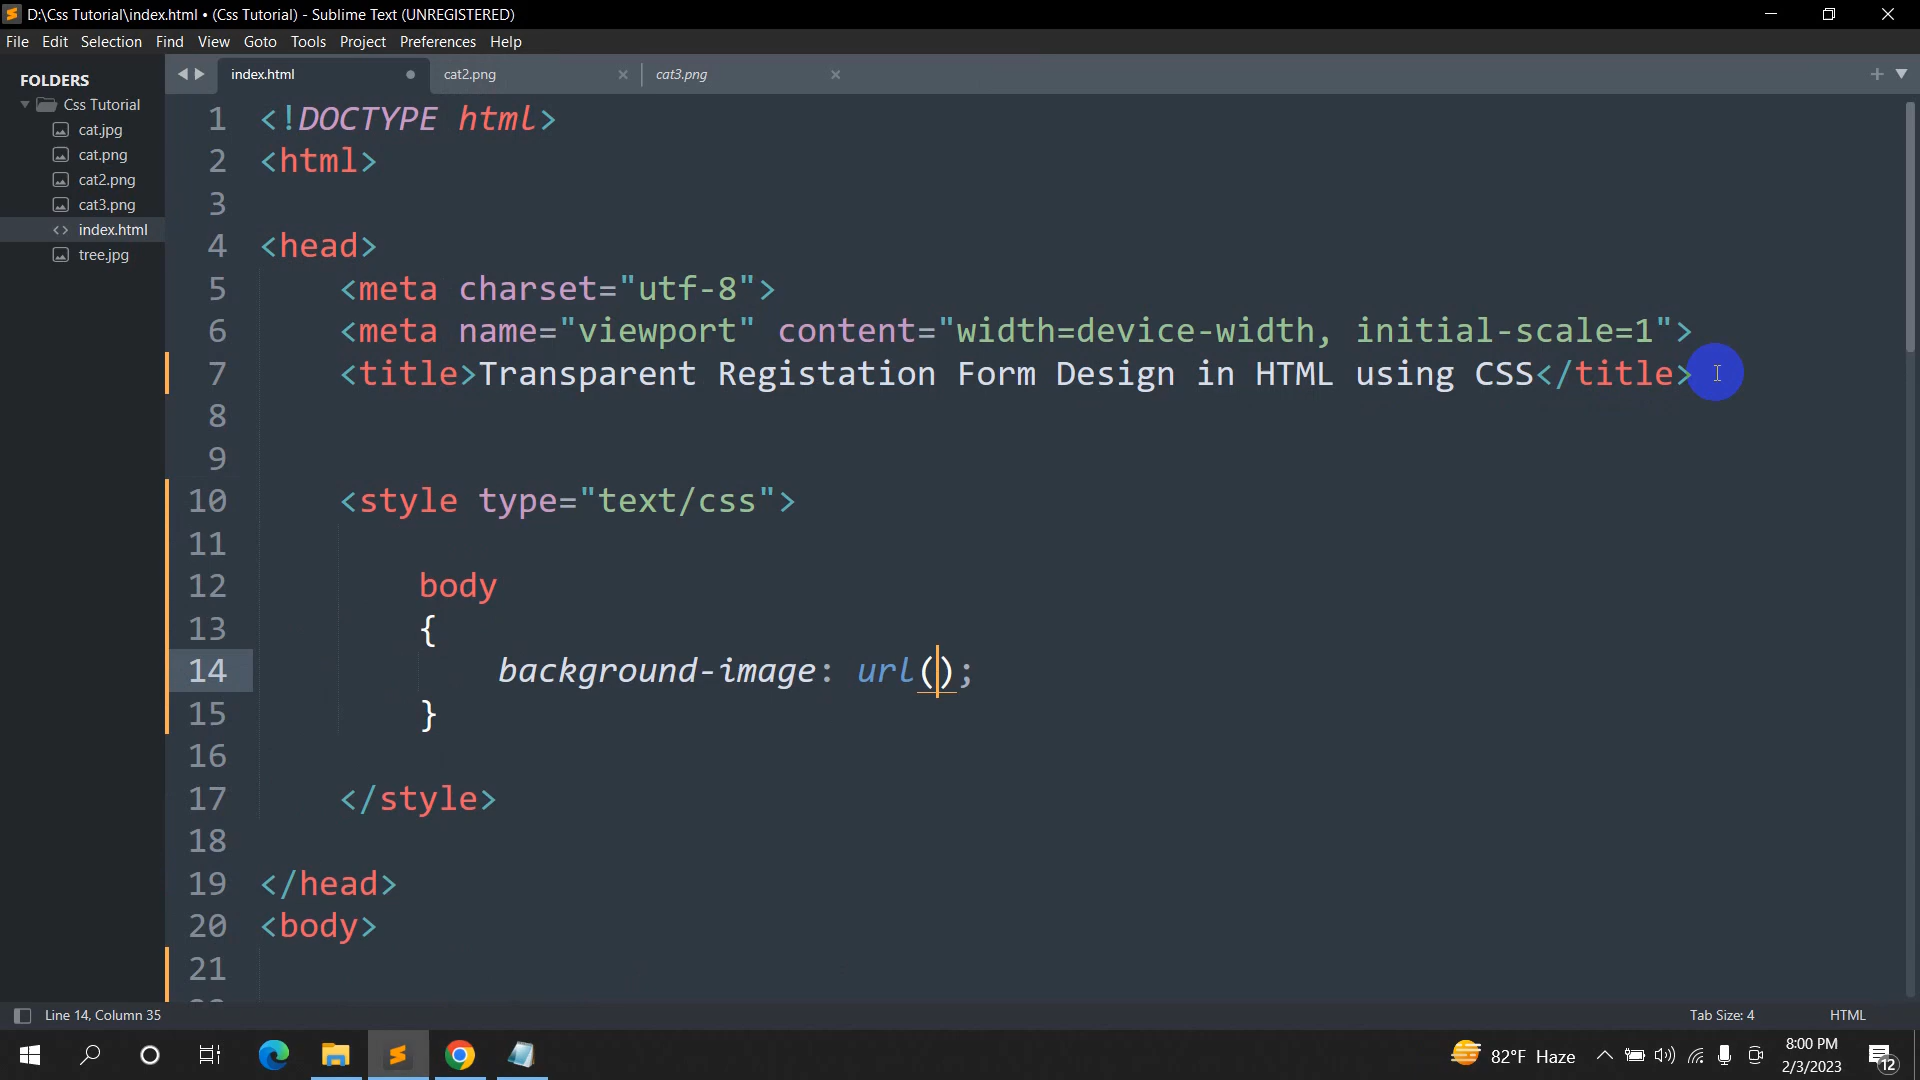 D:\Css Tutorial\index.html • (Css Tutorial) - Sublime Text (UNREGISTERED)
File Edit Selection Find View Goto Tools Project Preferences Help
FOLDERS
Css Tutorial
cat.jpg
cat.png
cat2.png
cat3.png
index.html
tree.jpg
index.html
cat2.png
cat3.png
1 <!DOCTYPE html>
2 <html>
3
4 <head>
5 <meta charset="utf-8">
6 <meta name="viewport" content="width=device-width, initial-scale=1">
7 <title>Transparent Registation Form Design in HTML using CSS</title>
8
9
10 <style type="text/css">
11
12 body
13 {
14 background-image: url();
15 }
16
17 </style>
18
19 </head>
20 <body>
21
Line 14, Column 35
Tab Size: 4
HTML
82°F Haze
8:00 PM
2/3/2023
12